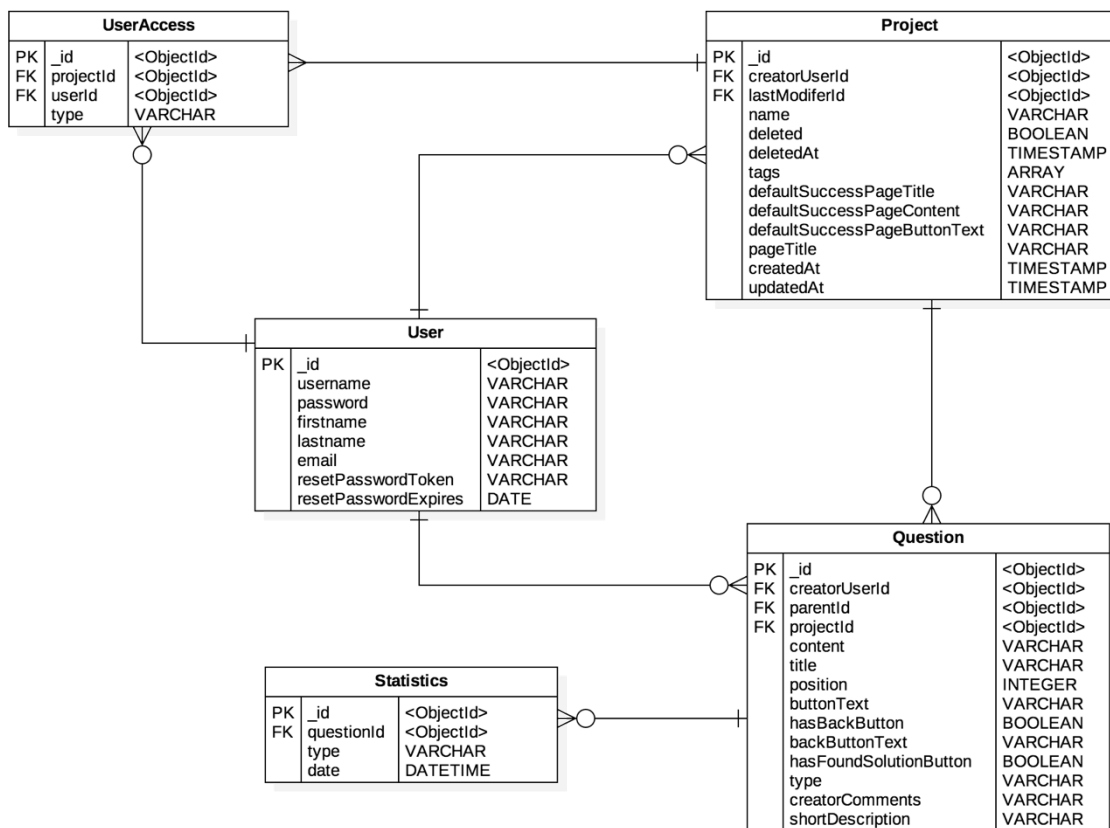 UserAccess
PK _id <ObjectId>
FK projectId <ObjectId>
FK userId <ObjectId>
type VARCHAR
Project
PK _id <ObjectId>
FK creatorUserId <ObjectId>
FK lastModiferId <ObjectId>
name VARCHAR
deleted BOOLEAN
deletedAt TIMESTAMP
tags ARRAY
defaultSuccessPageTitle VARCHAR
defaultSuccessPageContent VARCHAR
defaultSuccessPageButtonText VARCHAR
pageTitle VARCHAR
createdAt TIMESTAMP
updatedAt TIMESTAMP
User
PK _id <ObjectId>
username VARCHAR
password VARCHAR
firstname VARCHAR
lastname VARCHAR
email VARCHAR
resetPasswordToken VARCHAR
resetPasswordExpires DATE
Question
PK _id <ObjectId>
FK creatorUserId <ObjectId>
FK parentId <ObjectId>
FK projectId <ObjectId>
content VARCHAR
title VARCHAR
position INTEGER
buttonText VARCHAR
hasBackButton BOOLEAN
backButtonText VARCHAR
hasFoundSolutionButton BOOLEAN
type VARCHAR
creatorComments VARCHAR
shortDescription VARCHAR
Statistics
PK _id <ObjectId>
FK questionId <ObjectId>
type VARCHAR
date DATETIME